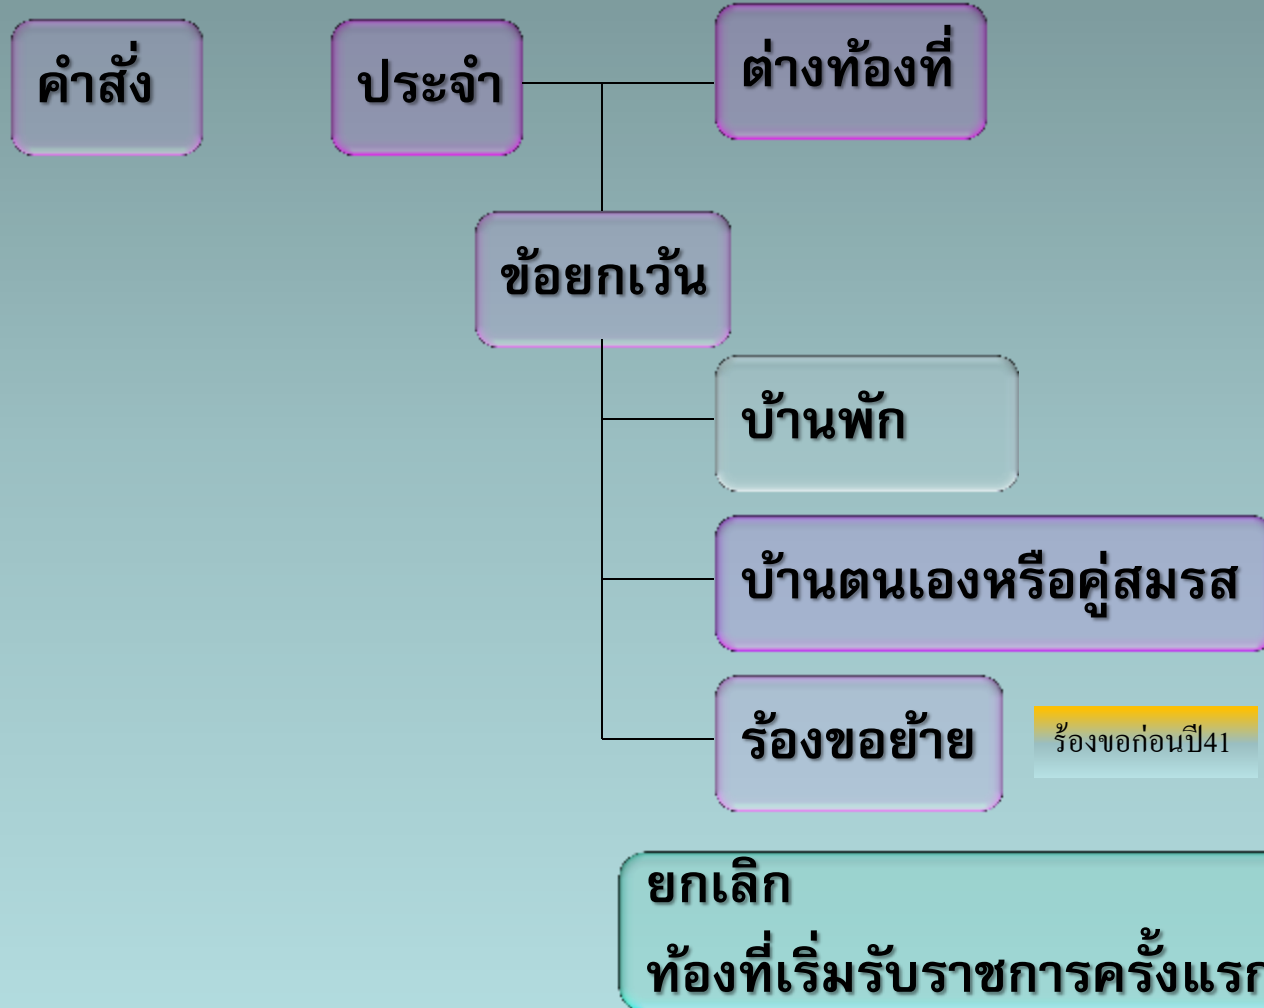 คำสั่ง
ประจำ
ต่างท้องที่
ข้อยกเว้น
บ้านพัก
บ้านตนเองหรือคู่สมรส
ร้องขอย้าย
ร้องขอก่อนปี41
ยกเลิก
ท้องที่เริ่มรับราชการครั้งแรก